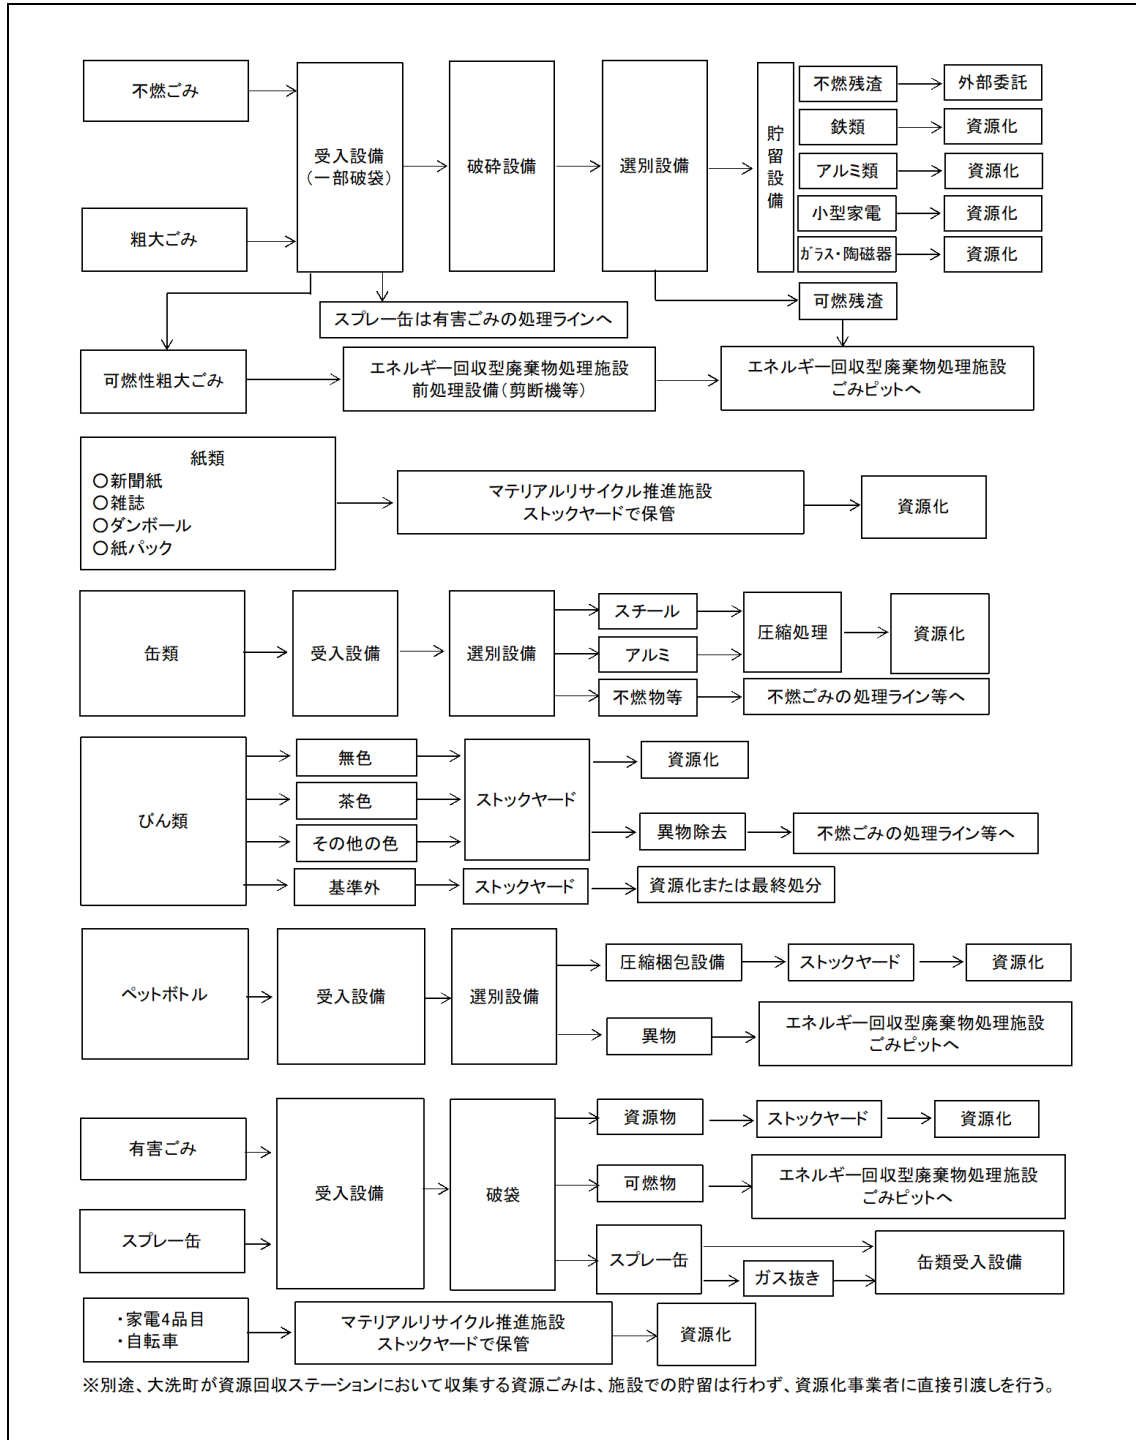 不燃ごみ
粗大ごみ
受入設備
(一部破袋)
破砕設備
選別設備
貯留設備
不燃残渣
外部委託
鉄類
資源化
アルミ類
資源化
小型家電
資源化
ガラス・陶磁器
資源化
可燃残渣
スプレー缶は有害ごみの処理ラインへ
可燃性粗大ごみ
エネルギー回収型廃棄物処理施設
前処理設備(剪断機等)
エネルギー回収型廃棄物処理施設
ごみピットへ
紙類
○新聞紙
○雑誌
○ダンボール
○紙パック
マテリアルリサイクル推進施設
ストックヤードで保管
資源化
缶類
受入設備
選別設備
スチール
アルミ
不燃物等
圧縮処理
資源化
不燃ごみの処理ライン等へ
びん類
無色
茶色
その他の色
基準外
ストックヤード
資源化
異物除去
不燃ごみの処理ライン等へ
ストックヤード
資源化または最終処分
ペットボトル
受入設備
選別設備
圧縮梱包設備
ストックヤード
資源化
異物
エネルギー回収型廃棄物処理施設
ごみピットへ
有害ごみ
スプレー缶
受入設備
破袋
資源物
ストックヤード
資源化
可燃物
エネルギー回収型廃棄物処理施設
ごみピットへ
スプレー缶
ガス抜き
缶類受入設備
・家電4品目
・自転車
マテリアルリサイクル推進施設
ストックヤードで保管
資源化
※別途、大洗町が資源回収ステーションにおいて収集する資源ごみは、施設での貯留は行わず、資源化事業者に直接引渡しを行う。